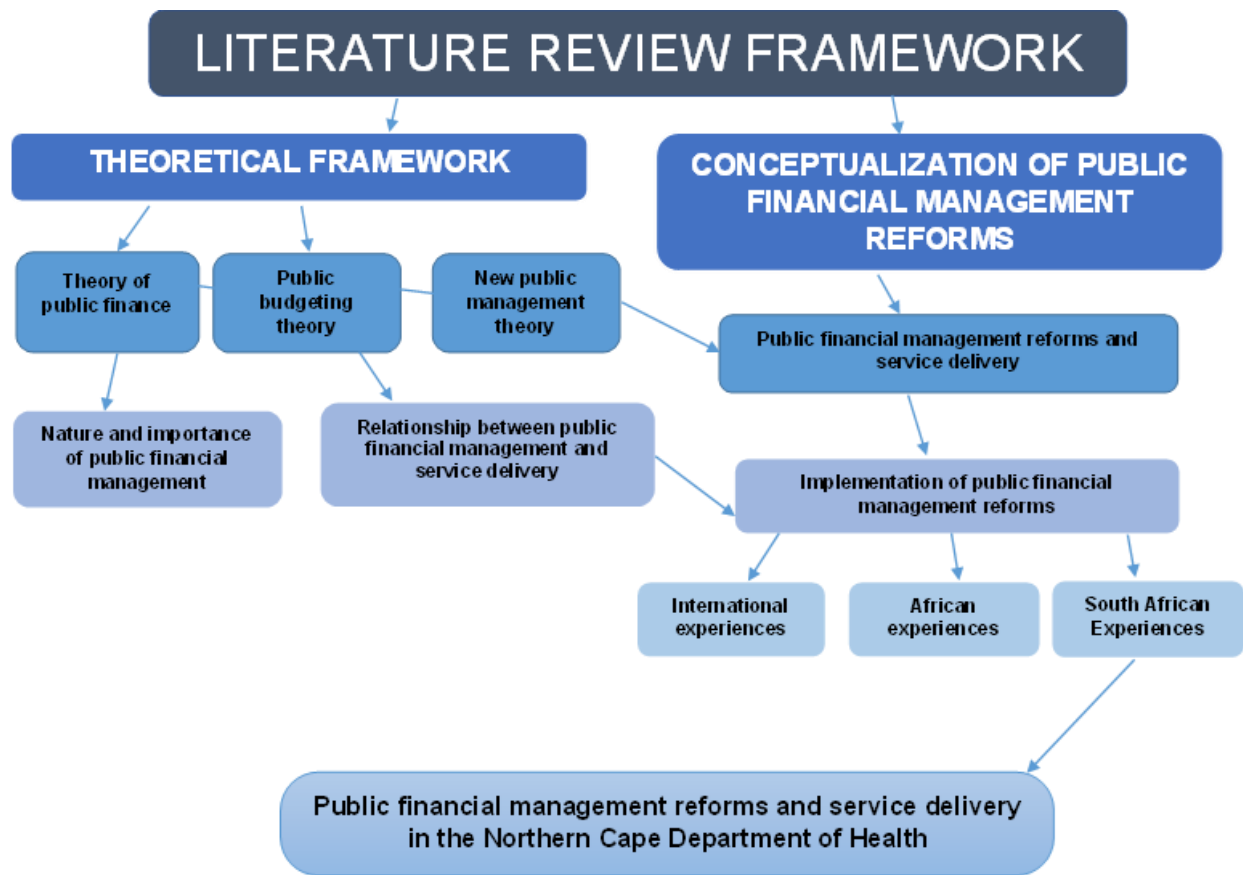 LITERATURE REVIEW FRAMEWORK
THEORETICAL FRAMEWORK
CONCEPTUALIZATION OF PUBLIC
FINANCIAL MANAGEMENT
REFORMS
Theory of
public finance
Public
budgeting
theory
New public
management
theory
Public financial management reforms and
service delivery
Nature and importance
of public financial
management
Relationship between public
financial management and
service delivery
Implementation of public financial
management reforms
International
experiences
African
experiences
South African
Experiences
Public financial management reforms and service delivery
in the Northern Cape Department of Health